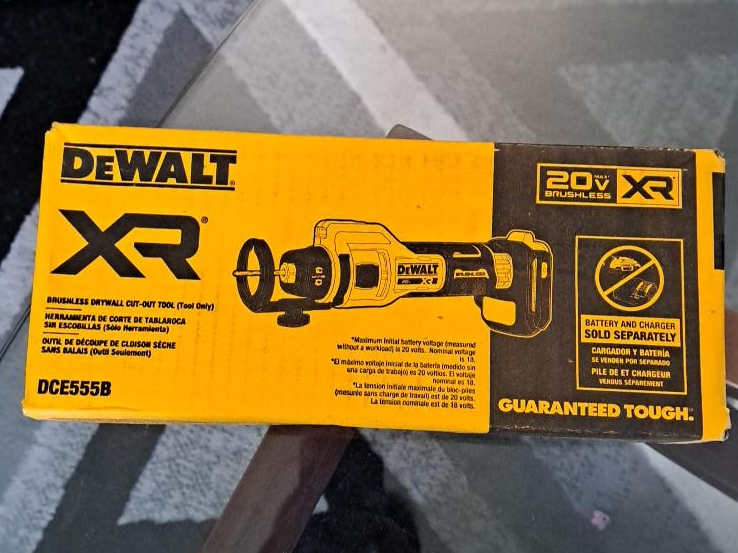 DEWALT®
XR®
BRUSHLESS DRYWALL CUT-OUT TOOL (Tool Only)
HERRAMIENTA DE CORTE DE TABLAROCA
SIN ESCOBILLAS (Sólo Herramienta)
OUTIL DE DÉCOUPE DE CLOISON SÈCHE
SANS BALAIS (Outil Seulement)
DCE555B
DEWALT
BRUSHLESS
XR
*Maximum initial battery voltage (measured
without a workload) is 20 volts. Nominal voltage
is 18.
*El máximo voltaje inicial de la batería (medido sin
una carga de trabajo) es 20 voltios. El voltaje
nominal es 18.
*La tension initiale maximale du bloc-piles
(mesurée sans charge de travail) est de 20 volts.
La tension nominale est de 18 volts.
20V MAX* XR®
BRUSHLESS
BATTERY AND CHARGER
SOLD SEPARATELY
CARGADOR Y BATERÍA
SE VENDEN POR SEPARADO
PILE DE ET CHARGEUR
VENDUS SÉPARÉMENT
GUARANTEED TOUGH.®